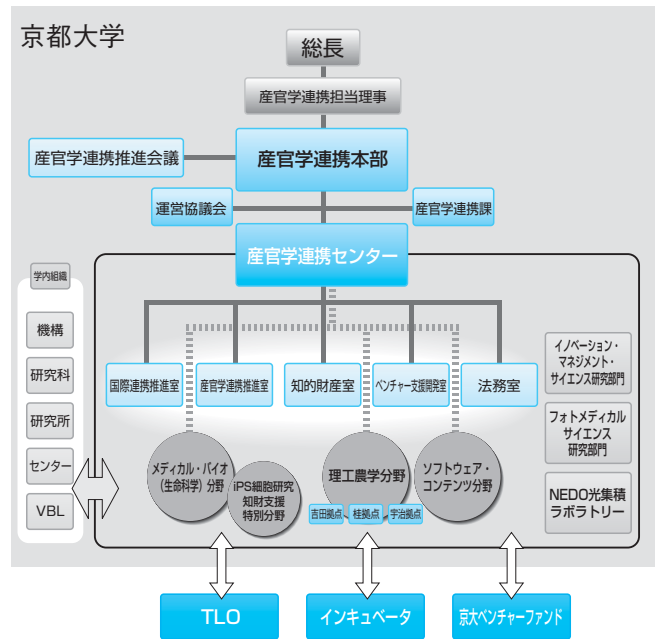 京都大学
総長
産官学連携担当理事
産官学連携推進会議
産官学連携本部
運営協議会
産官学連携課
産官学連携センター
学内組織
機構
研究科
研究所
センター
VBL
国際連携推進室
産官学連携推進室
知的財産室
ベンチャー支援開発室
法務室
イノベーション・
マネジメント・
サイエンス研究部門
フォトメディカル
サイエンス
研究部門
NEDO光集積
ラボラトリー
メディカル・バイオ
(生命科学)分野
iPS細胞研究
知財支援
特別分野
理工農学分野
吉田拠点
桂拠点
宇治拠点
ソフトウェア・
コンテンツ分野
TLO
インキュベータ
京大ベンチャーファンド